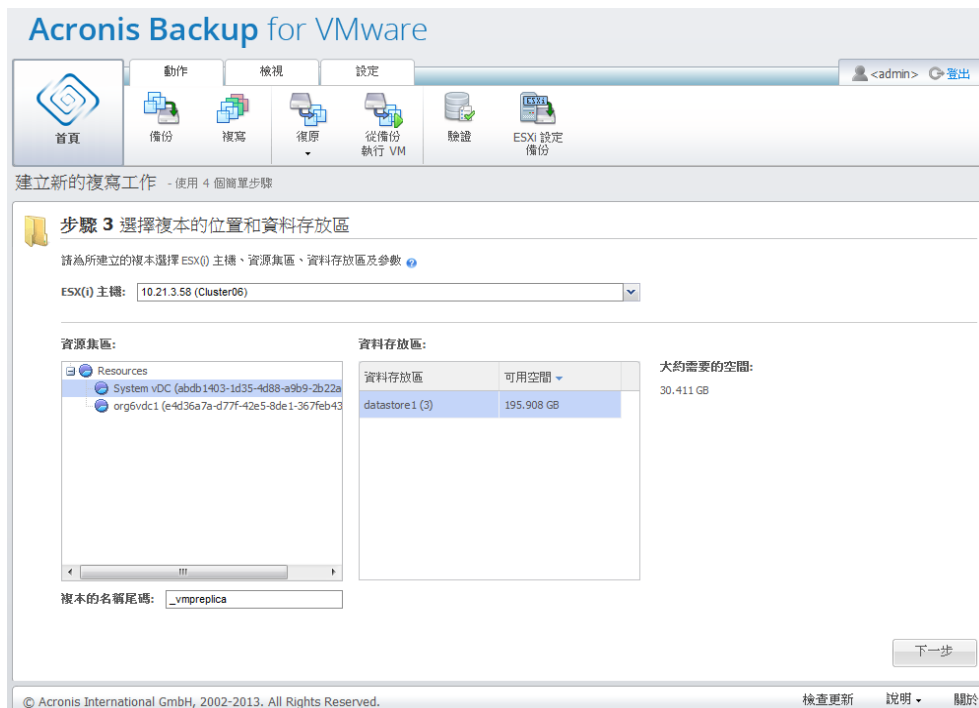 Acronis Backup for VMware
動作
檢視
設定
<admin>
登出
首頁
備份
複寫
復原
從備份
執行 VM
驗證
ESXi 設定
備份
建立新的複寫工作 - 使用 4 個簡單步驟
步驟 3 選擇複本的位置和資料存放區
請為所建立的複本選擇 ESX(i) 主機、資源集區、資料存放區及參數
ESX(i) 主機: 10.21.3.58 (Cluster06)
資源集區:
Resources
System vDC (abdb1403-1d35-4d88-a9b9-2b22a
org6vdc1 (e4d36a7a-d77f-42e5-8de1-367feb43
資料存放區:
資料存放區 可用空間
datastore1 (3) 195.908 GB
大約需要的空間:
30.411 GB
複本的名稱尾碼: _vmpreplica
下一步
© Acronis International GmbH, 2002-2013. All Rights Reserved.
檢查更新 說明 關於